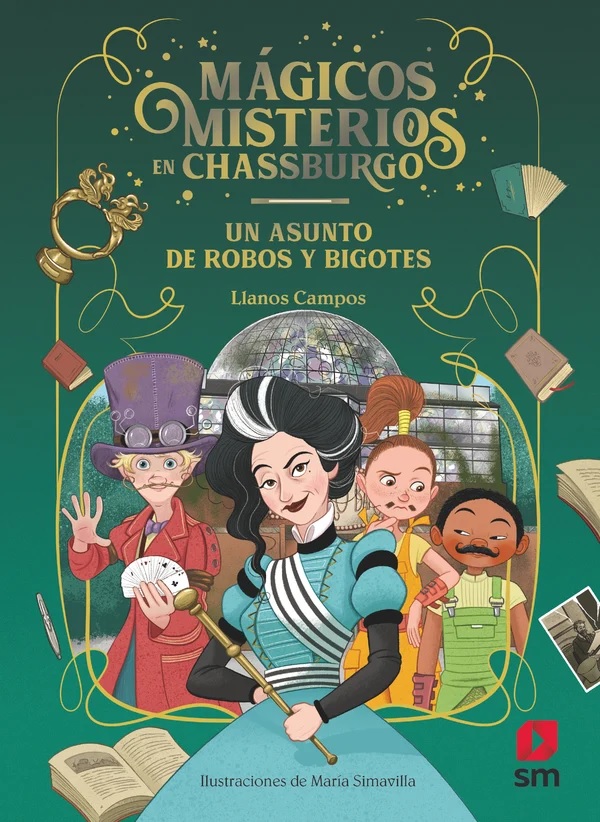 MÁGICOS
MISTERIOS
EN CHASSBURGO
UN ASUNTO
DE ROBOS Y BIGOTES
Llanos Campos
Ilustraciones de María Simavilla
sm